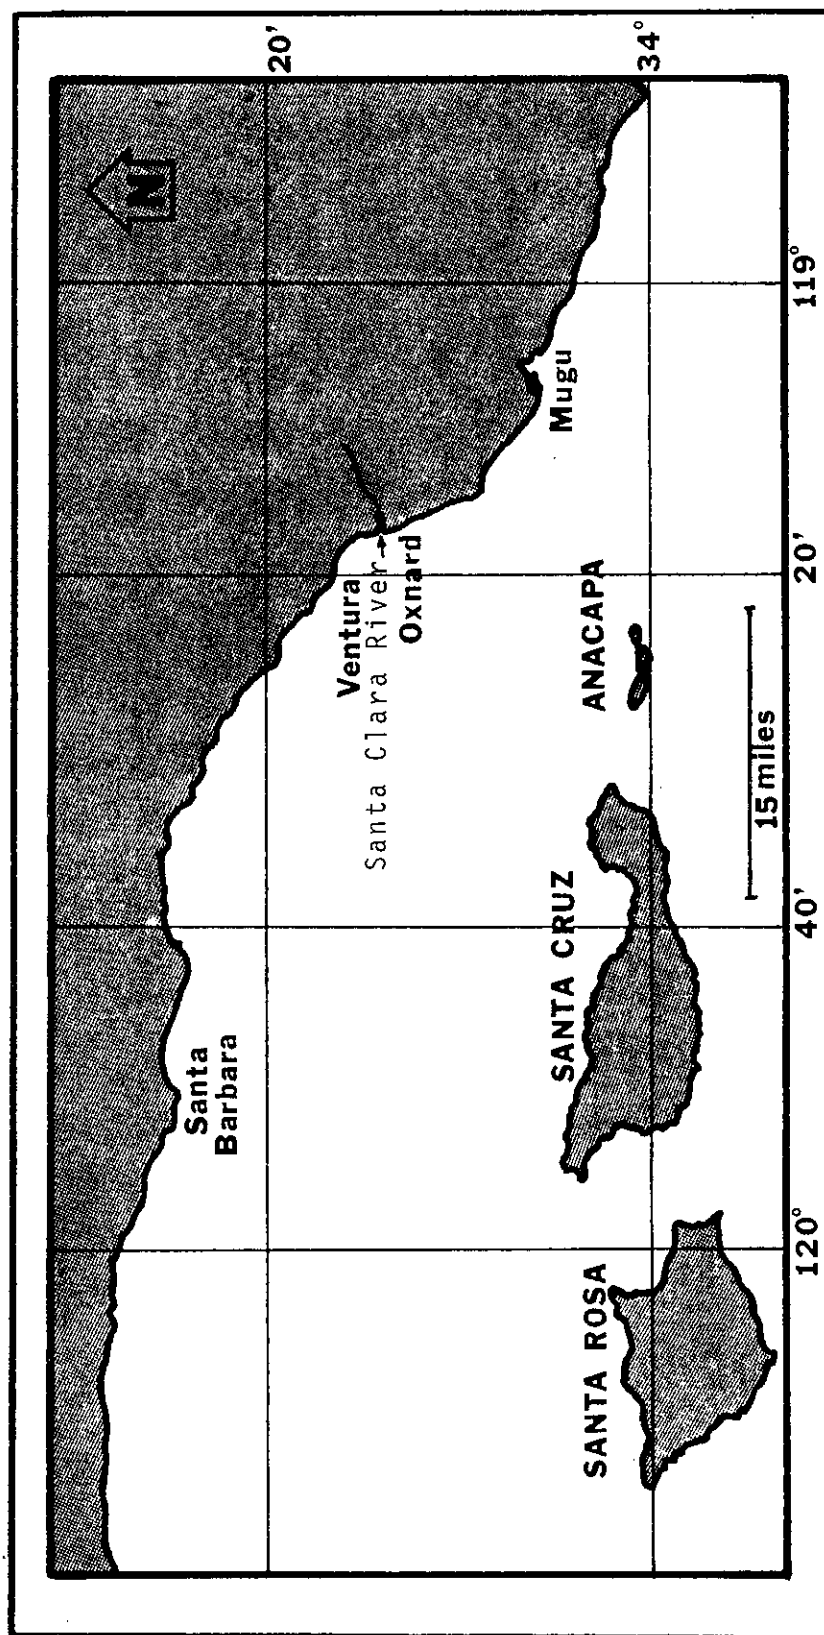 N
20'
34°
Santa
Barbara
Ventura
Santa Clara River→
Oxnard
Mugu
SANTA ROSA
SANTA CRUZ
ANACAPA
15 miles
120°
40'
20'
119°